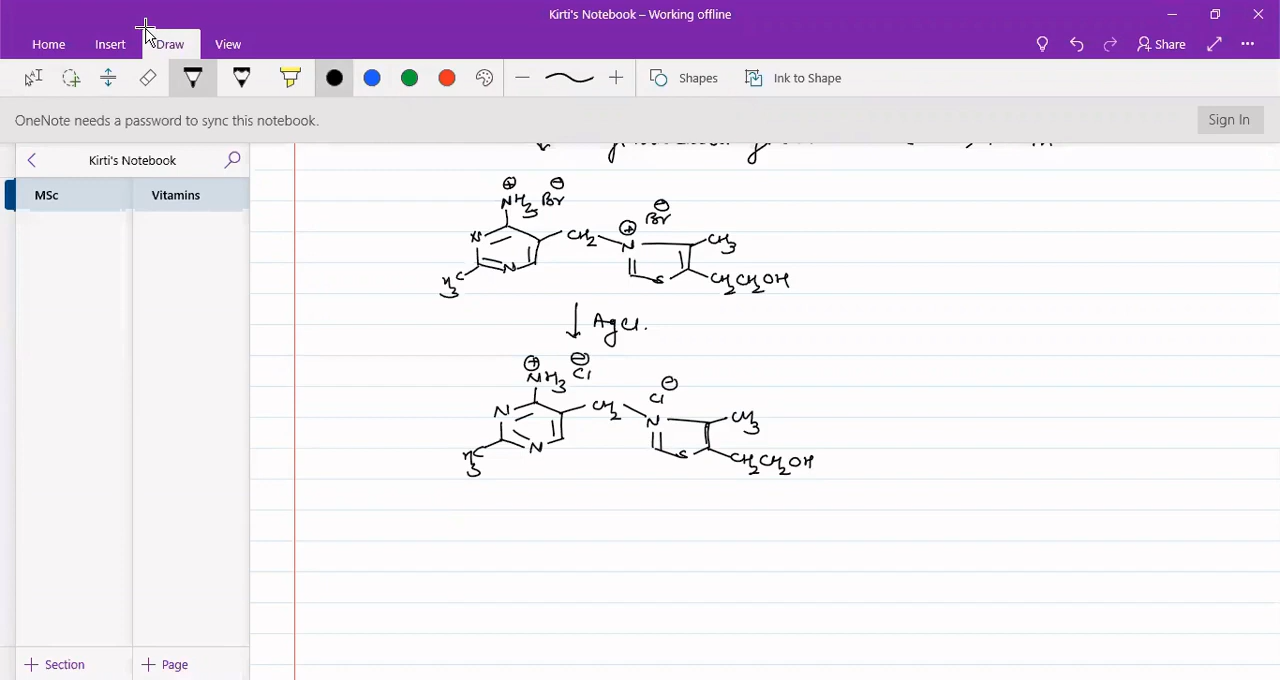 Kirti's Notebook – Working offline
Home Insert Draw View Share
Shapes Ink to Shape
OneNote needs a password to sync this notebook. Sign In
Kirti's Notebook
MSc Vitamins
⊕ ⊖
NH3 Br ⊖
⊕ Br
N CH2 N CH3
H3C N S CH2CH2OH
↓ AgCl.
⊕ ⊖
NH3 Cl ⊖
Cl
N CH2 N CH3
H3C N S CH2CH2OH
+ Section + Page